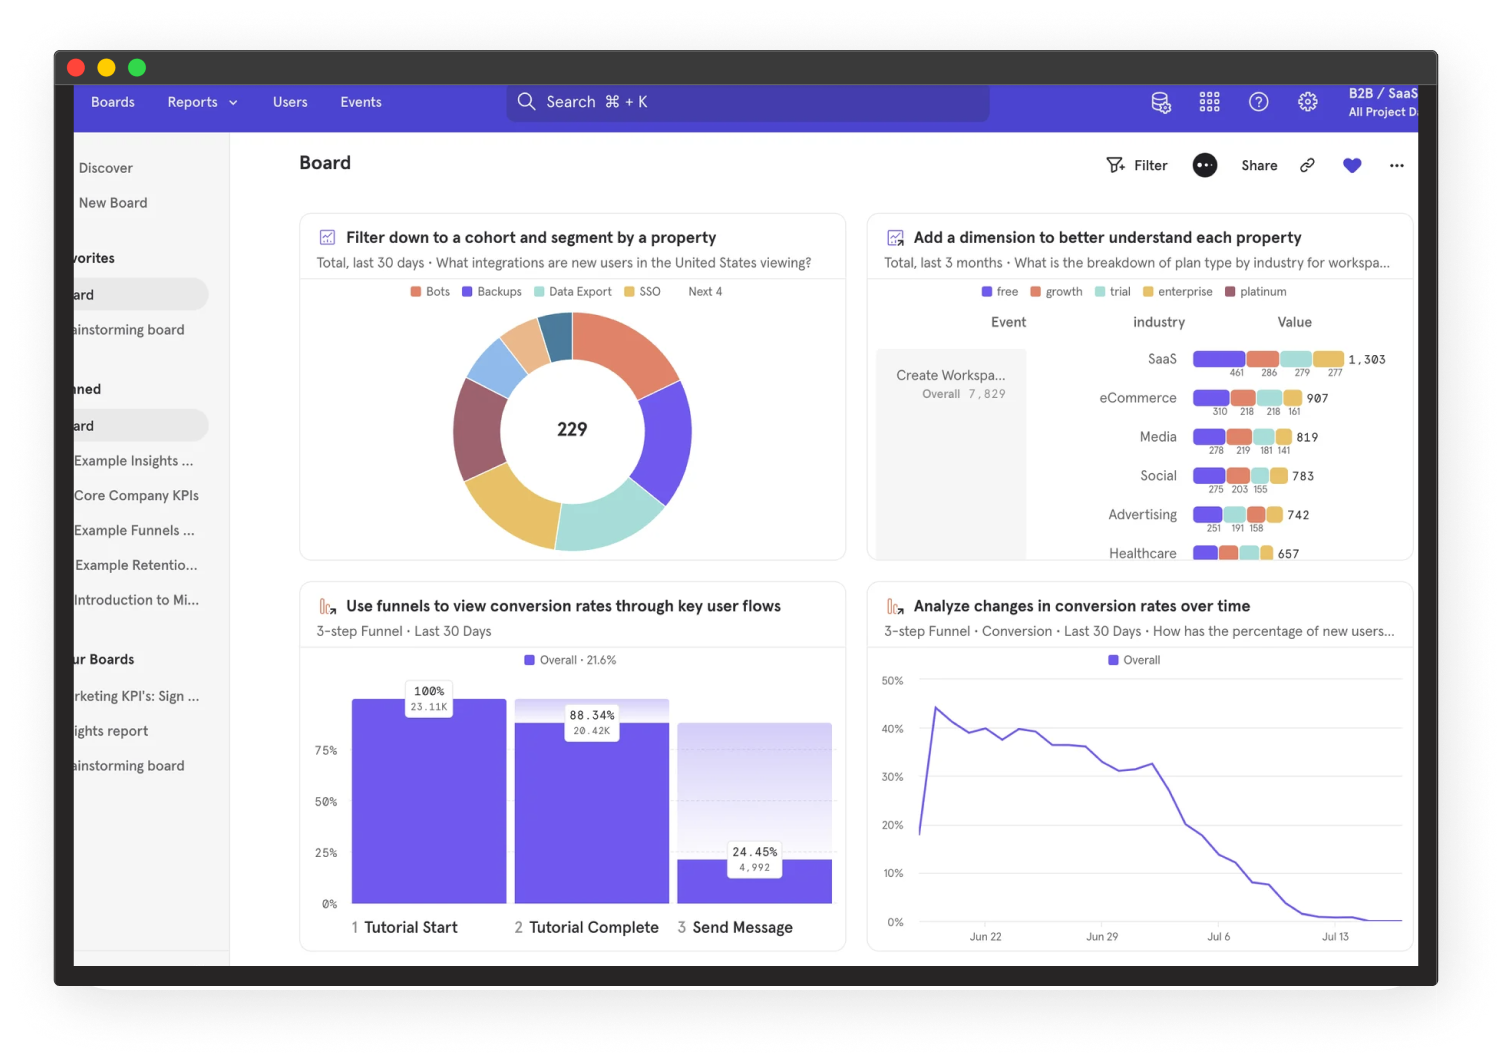 Boards Reports Users Events Search ⌘ + K B2B / SaaS
All Project D
Discover
New Board
vorites
ard
ainstorming board
nned
ard
Example Insights ...
Core Company KPIs
Example Funnels ...
Example Retentio...
Introduction to Mi...
ur Boards
rketing KPI's: Sign ...
ights report
ainstorming board
Board
Filter Share
Filter down to a cohort and segment by a property
Total, last 30 days · What integrations are new users in the United States viewing?
Bots Backups Data Export SSO Next 4
229
Add a dimension to better understand each property
Total, last 3 months · What is the breakdown of plan type by industry for workspa...
free growth trial enterprise platinum
Event industry Value
Create Workspa...
Overall 7,829
SaaS 1,303
461 286 279 277
eCommerce 907
310 218 218 161
Media 819
278 219 181 141
Social 783
275 203 155
Advertising 742
251 191 158
Healthcare 657
Use funnels to view conversion rates through key user flows
3-step Funnel · Last 30 Days
Overall · 21.6%
100%
23.11K
88.34%
20.42K
24.45%
4,992
75%
50%
25%
0%
1 Tutorial Start 2 Tutorial Complete 3 Send Message
Analyze changes in conversion rates over time
3-step Funnel · Conversion · Last 30 Days · How has the percentage of new users...
Overall
50%
40%
30%
20%
10%
0%
Jun 22 Jun 29 Jul 6 Jul 13